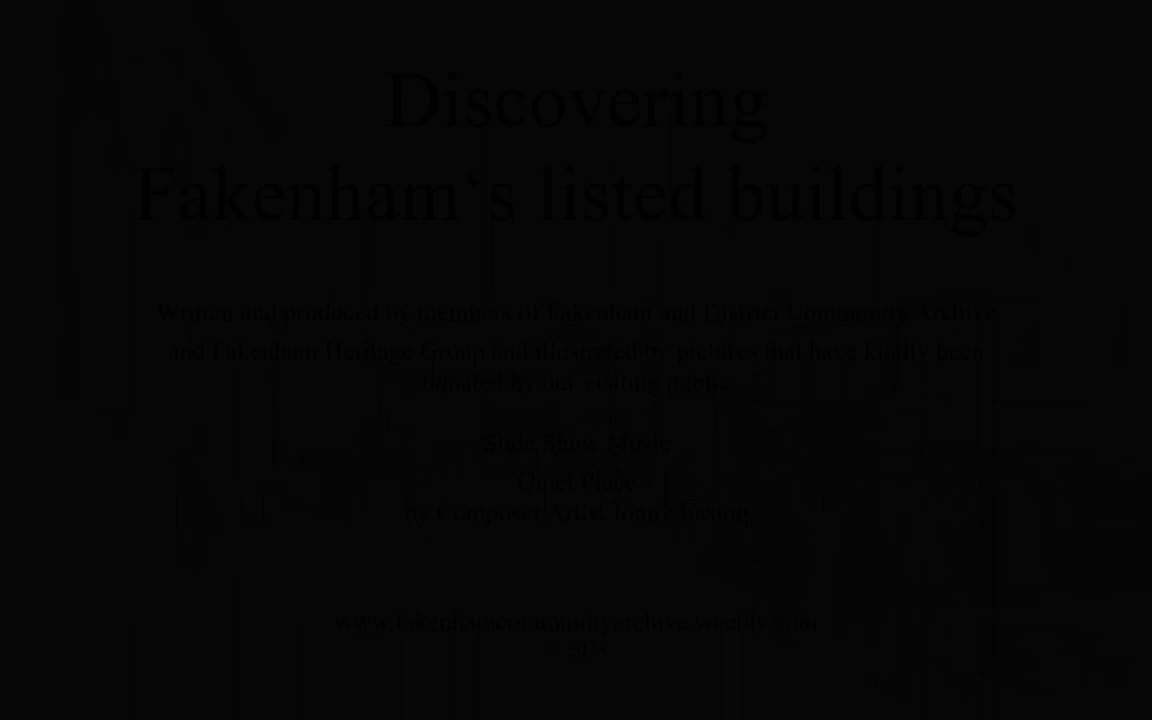 Discovering
Fakenham‘s listed buildings
Written and produced by members of Fakenham and District Community Archive
and Fakenham Heritage Group and illustrated by pictures that have kindly been
donated by our visiting public
Slide Show Music
Quiet Place
by Composer Artist Jonny Easton
www.fakenhamcommunityarchive.weebly.com
©